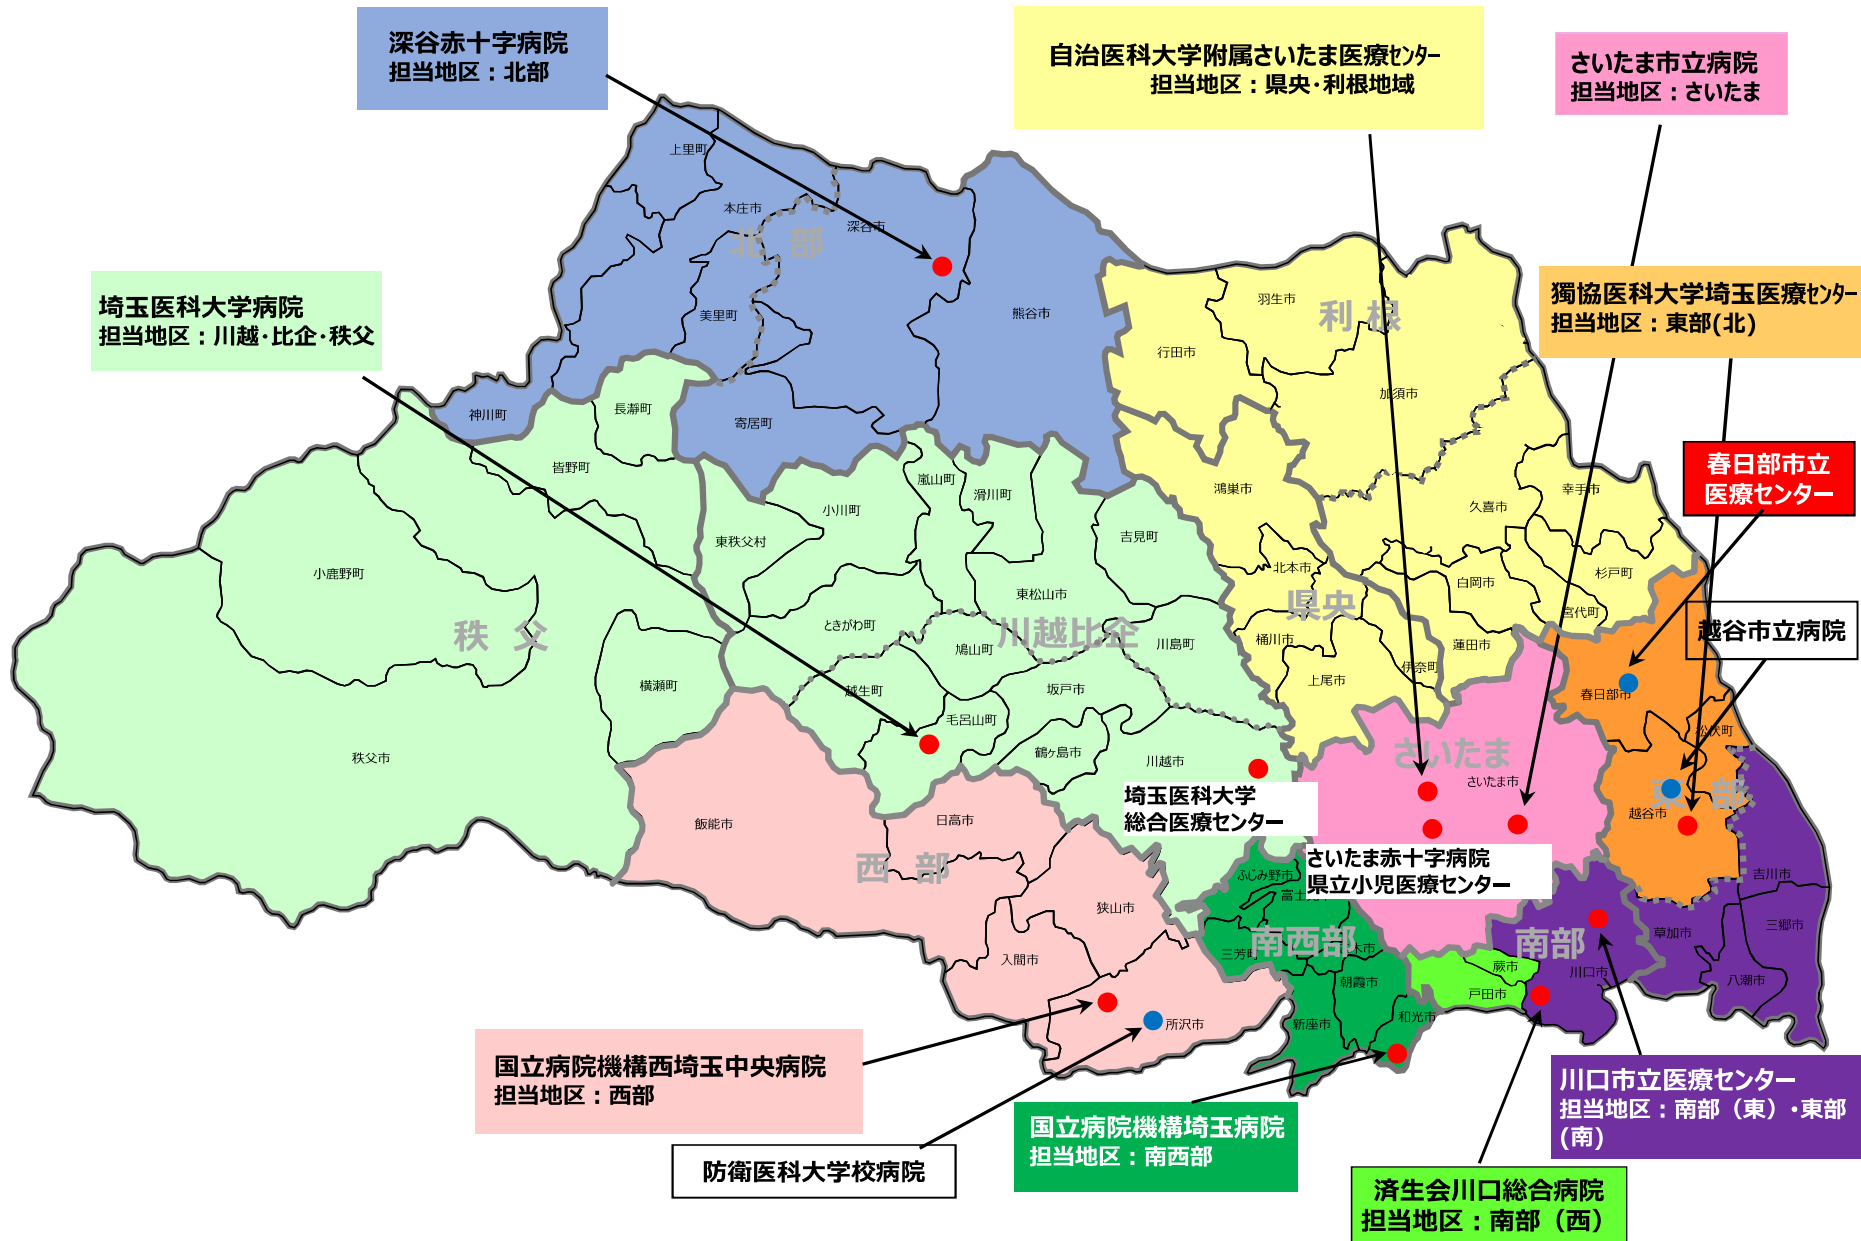 深谷赤十字病院
担当地区：北部
自治医科大学附属さいたま医療センター
担当地区：県央・利根地域
さいたま市立病院
担当地区：さいたま
埼玉医科大学病院
担当地区：川越・比企・秩父
獨協医科大学埼玉医療センター
担当地区：東部(北)
春日部市立
医療センター
越谷市立病院
上里町
本庄市
深谷市
北 部
美里町
熊谷市
神川町
長瀞町
寄居町
皆野町
羽生市
利 根
行田市
加須市
鴻巣市
久喜市
幸手市
嵐山町
滑川町
小川町
吉見町
東秩父村
小鹿野町
東松山市
北本市
県央
白岡市
杉戸町
宮代町
ときがわ町
秩 父
川越比企
鳩山町
川島町
桶川市
蓮田市
伊奈町
上尾市
横瀬町
越生町
坂戸市
毛呂山町
春日部市
松伏町
秩父市
鶴ヶ島市
川越市
さいたま
さいたま市
東 部
越谷市
埼玉医科大学
総合医療センター
飯能市
日高市
さいたま赤十字病院
県立小児医療センター
西 部
ふじみ野市
富士見市
吉川市
狭山市
三郷市
草加市
南西部
南部
三芳町
木市
入間市
蕨市
川口市
朝霞市
八潮市
戸田市
和光市
新座市
所沢市
国立病院機構西埼玉中央病院
担当地区：西部
防衛医科大学校病院
国立病院機構埼玉病院
担当地区：南西部
川口市立医療センター
担当地区：南部（東）・東部
(南)
済生会川口総合病院
担当地区：南部（西）